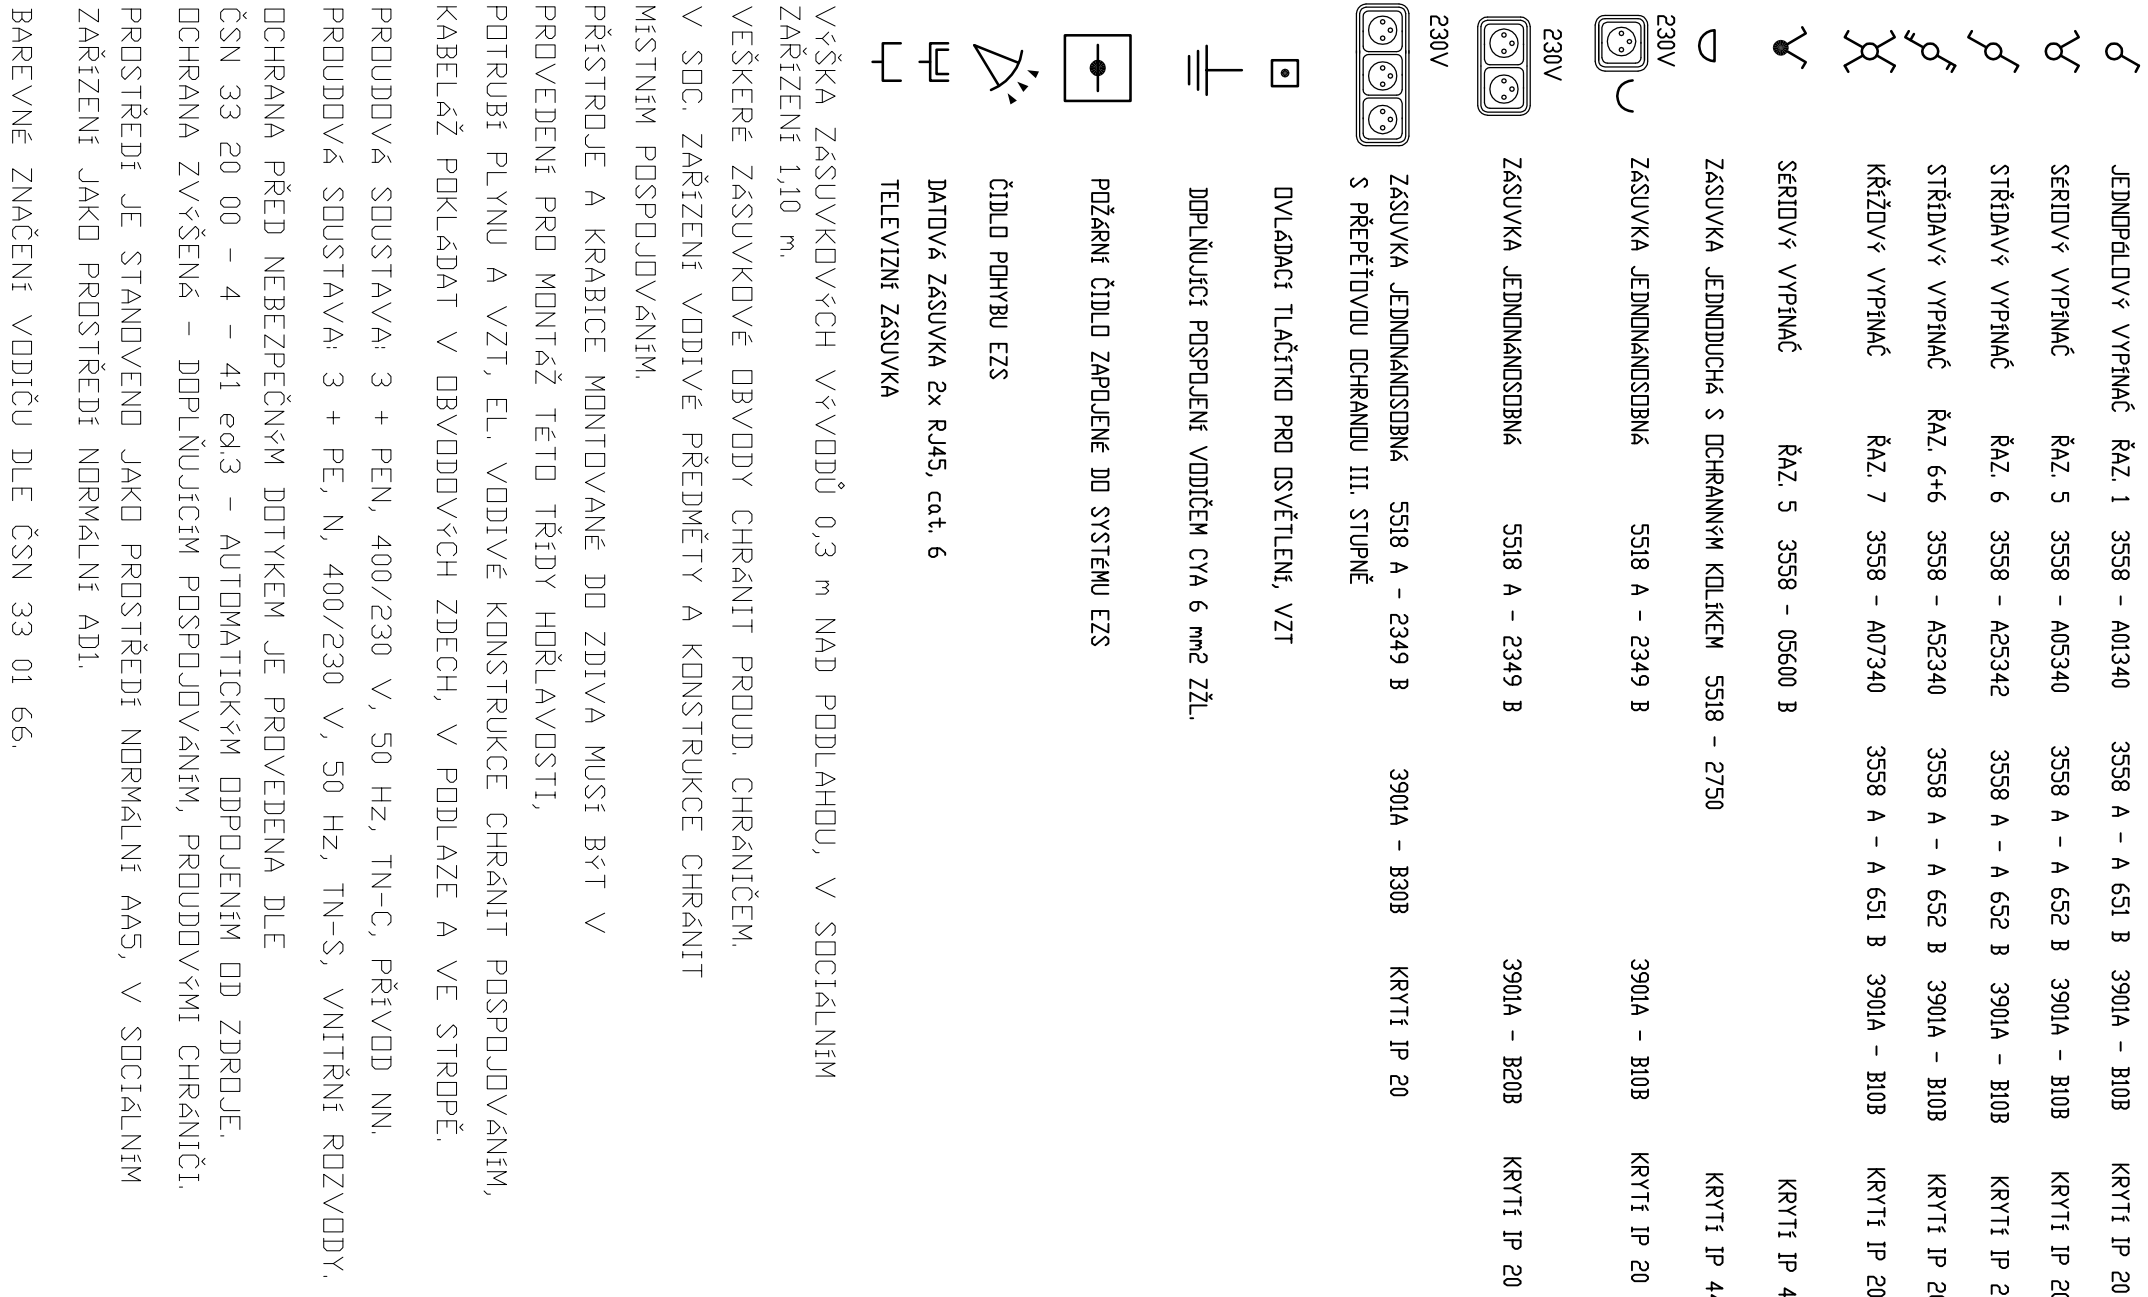 JEDNOPÓLOVÝ VYPÍNAČ ŘAZ. 1 3558 - A01340 3558 A - A 651 B 3901A - B10B KRYTÍ IP 20
SÉRIOVÝ VYPÍNAČ ŘAZ. 5 3558 - A05340 3558 A - A 652 B 3901A - B10B KRYTÍ IP 20
STŘÍDAVÝ VYPÍNAČ ŘAZ. 6 3558 - A25342 3558 A - A 652 B 3901A - B10B KRYTÍ IP 2
STŘÍDAVÝ VYPÍNAČ ŘAZ. 6+6 3558 - A52340 3558 A - A 652 B 3901A - B10B KRYTÍ IP 20
KŘÍŽOVÝ VYPÍNAČ ŘAZ. 7 3558 - A07340 3558 A - A 651 B 3901A - B10B KRYTÍ IP 20
SÉRIOVÝ VYPÍNAČ ŘAZ. 5 3558 - 05600 B KRYTÍ IP 4
ZÁSUVKA JEDNODUCHÁ S OCHRANNÝM KOLÍKEM 5518 - 2750 KRYTÍ IP 44
230V
ZÁSUVKA JEDNONÁNOSOBNÁ 5518 A - 2349 B 3901A - B10B KRYTÍ IP 20
230V
ZÁSUVKA JEDNONÁNOSOBNÁ 5518 A - 2349 B 3901A - B20B KRYTÍ IP 20
230V
ZÁSUVKA JEDNONÁNOSOBNÁ 5518 A - 2349 B 3901A - B30B KRYTÍ IP 20
S PŘEPĚŤOVOU OCHRANOU III. STUPNĚ
OVLÁDACÍ TLAČÍTKO PRO OSVĚTLENÍ, VZT
DOPLŇUJÍCÍ POSPOJENÍ VODIČEM CYA 6 mm2 ZŽL.
POŽÁRNÍ ČIDLO ZAPOJENÉ DO SYSTÉMU EZS
ČIDLO POHYBU EZS
DATOVÁ ZÁSUVKA 2x RJ45, cat. 6
TELEVIZNÍ ZÁSUVKA
VÝŠKA ZÁSUVKOVÝCH VÝVODŮ 0,3 m NAD PODLAHOU, V SOCIÁLNÍM
ZAŘÍZENÍ 1,10 m.
VEŠKERÉ ZÁSUVKOVÉ OBVODY CHRÁNIT PROUD. CHRÁNIČEM.
V SOC. ZAŘÍZENÍ VODIVÉ PŘEDMĚTY A KONSTRUKCE CHRÁNIT
MÍSTNÍM POSPOJOVÁNÍM.
PŘÍSTROJE A KRABICE MONTOVANÉ DO ZDIVA MUSÍ BÝT V
PROVEDENÍ PRO MONTÁŽ TÉTO TŘÍDY HOŘLAVOSTI,
POTRUBÍ PLYNU A VZT, EL. VODIVÉ KONSTRUKCE CHRÁNIT POSPOJOVÁNÍM,
KABELÁŽ POKLÁDAT V OBVODOVÝCH ZDECH, V PODLAZE A VE STROPĚ.
PROUDOVÁ SOUSTAVA: 3 + PEN, 400/230 V, 50 Hz, TN-C, PŘÍVOD NN.
PROUDOVÁ SOUSTAVA: 3 + PE, N, 400/230 V, 50 Hz, TN-S, VNITŘNÍ ROZVODY.
OCHRANA PŘED NEBEZPEČNÝM DOTYKEM JE PROVEDENA DLE
ČSN 33 20 00 - 4 - 41 ed.3 - AUTOMATICKÝM ODPOJENÍM OD ZDROJE.
OCHRANA ZVÝŠENÁ - DOPLŇUJÍCÍM POSPOJOVÁNÍM, PROUDOVÝMI CHRÁNIČI.
PROSTŘEDÍ JE STANOVENO JAKO PROSTŘEDÍ NORMÁLNÍ AA5, V SOCIÁLNÍM
ZAŘÍZENÍ JAKO PROSTŘEDÍ NORMÁLNÍ AD1.
BAREVNÉ ZNAČENÍ VODIČU DLE ČSN 33 01 66.